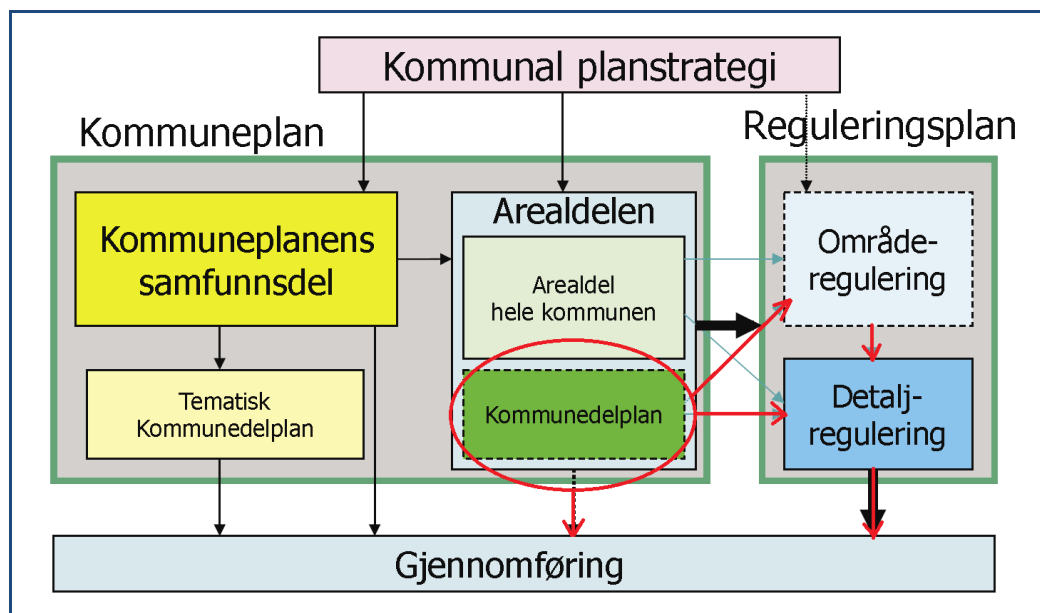 Kommunal planstrategi
Kommuneplan
Reguleringsplan
Kommuneplanens
samfunnsdel
Arealdelen
Arealdel
hele kommunen
Område-
regulering
Tematisk
Kommunedelplan
Kommunedelplan
Detalj-
regulering
Gjennomføring